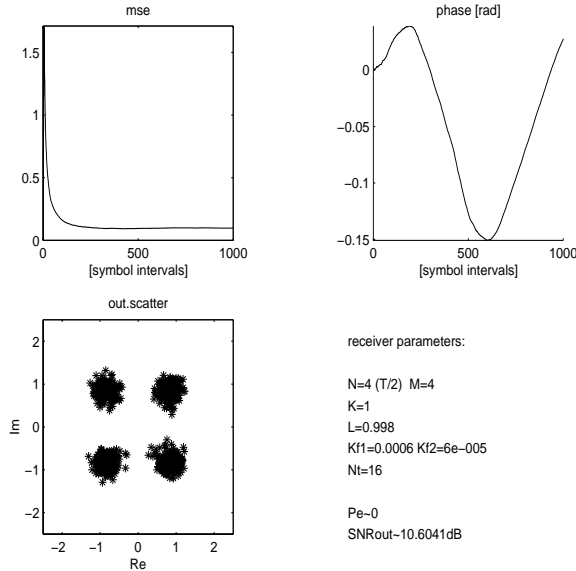 mse
1.5
1
0.5
0
0
500
1000
[symbol intervals]
phase [rad]
0
−0.05
−0.1
−0.15
0
500
1000
[symbol intervals]
out.scatter
2
1
0
−1
−2
Im
−2
−1
0
1
2
Re
receiver parameters:
N=4 (T/2)  M=4
K=1
L=0.998
Kf1=0.0006 Kf2=6e−005
Nt=16
Pe~0
SNRout~10.6041dB